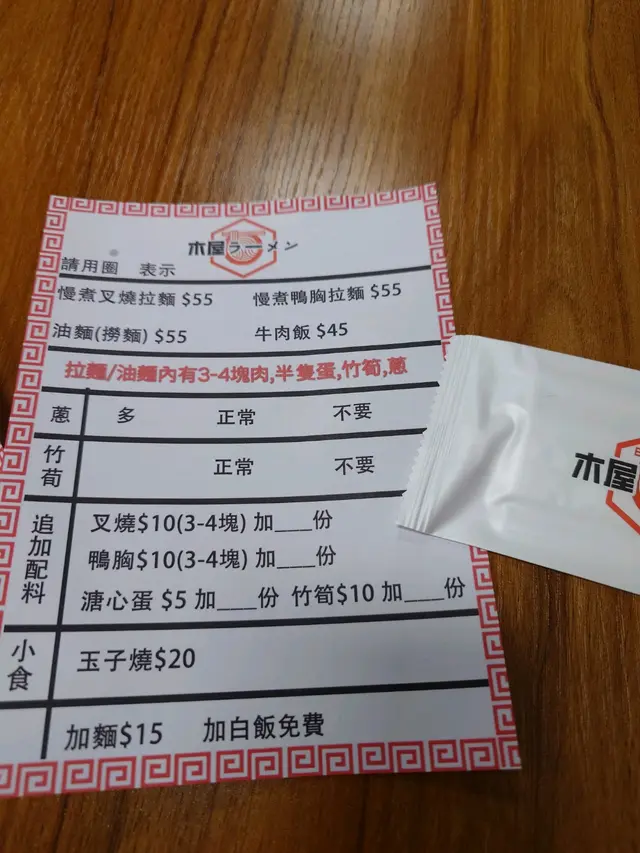 木屋ラーメン
請用圈 表示
慢煮叉燒拉麵 $55 慢煮鴨胸拉麵 $55
油麵(撈麵) $55 牛肉飯 $45
拉麵/油麵內有3-4塊肉,半隻蛋,竹筍,蔥
蔥 多 正常 不要
竹筍 正常 不要
追加配料
叉燒$10(3-4塊) 加___份
鴨胸$10(3-4塊) 加___份
溏心蛋 $5 加___份 竹筍$10 加___份
小食 玉子燒$20
加麵$15 加白飯免費
木屋